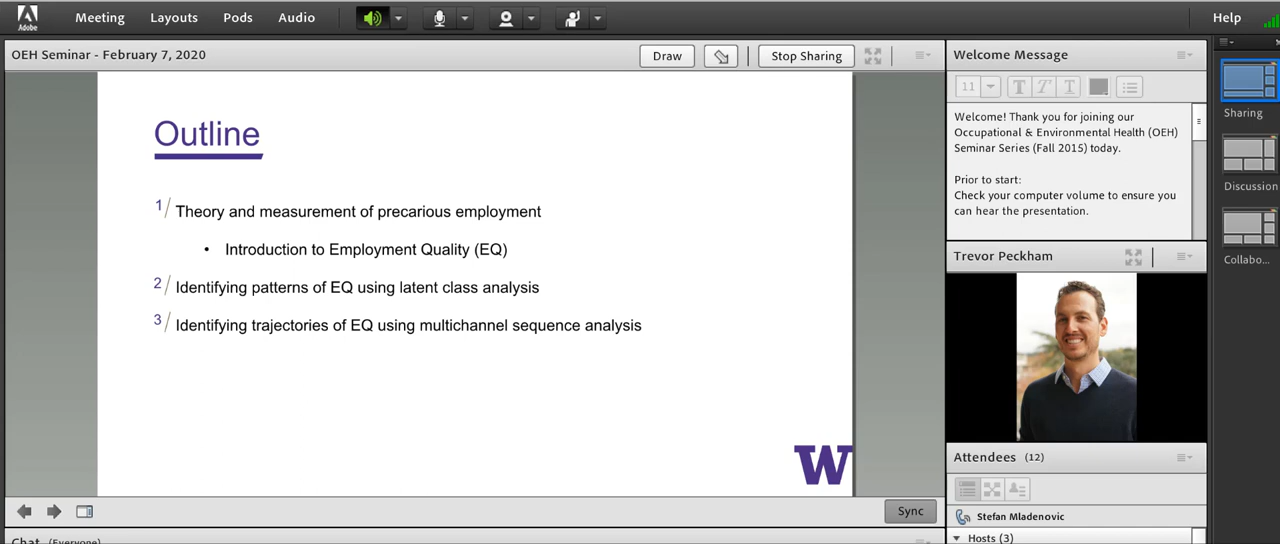 Adobe
Meeting
Layouts
Pods
Audio
Help
OEH Seminar - February 7, 2020
Draw
Stop Sharing
Outline
1/ Theory and measurement of precarious employment
• Introduction to Employment Quality (EQ)
2/ Identifying patterns of EQ using latent class analysis
3/ Identifying trajectories of EQ using multichannel sequence analysis
W
Sync
Chat (Everyone)
Welcome Message
11 T T T
Welcome! Thank you for joining our
Occupational & Environmental Health (OEH)
Seminar Series (Fall 2015) today.
Prior to start:
Check your computer volume to ensure you
can hear the presentation.
Trevor Peckham
Attendees (12)
Stefan Mladenovic
Hosts (3)
Sharing
Discussion
Collabo...